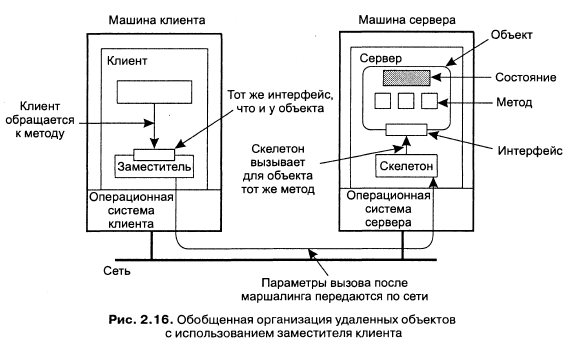 Машина клиента
Машина сервера
Клиент
Сервер
Объект
Состояние
Метод
Интерфейс
Клиент
обращается
к методу
Тот же интерфейс,
что и у объекта
Заместитель
Скелетон
вызывает
для объекта
тот же метод
Скелетон
Операционная
система
клиента
Операционная
система
сервера
Сеть
Параметры вызова после
маршалинга передаются по сети
Рис. 2.16. Обобщенная организация удаленных объектов
с использованием заместителя клиента